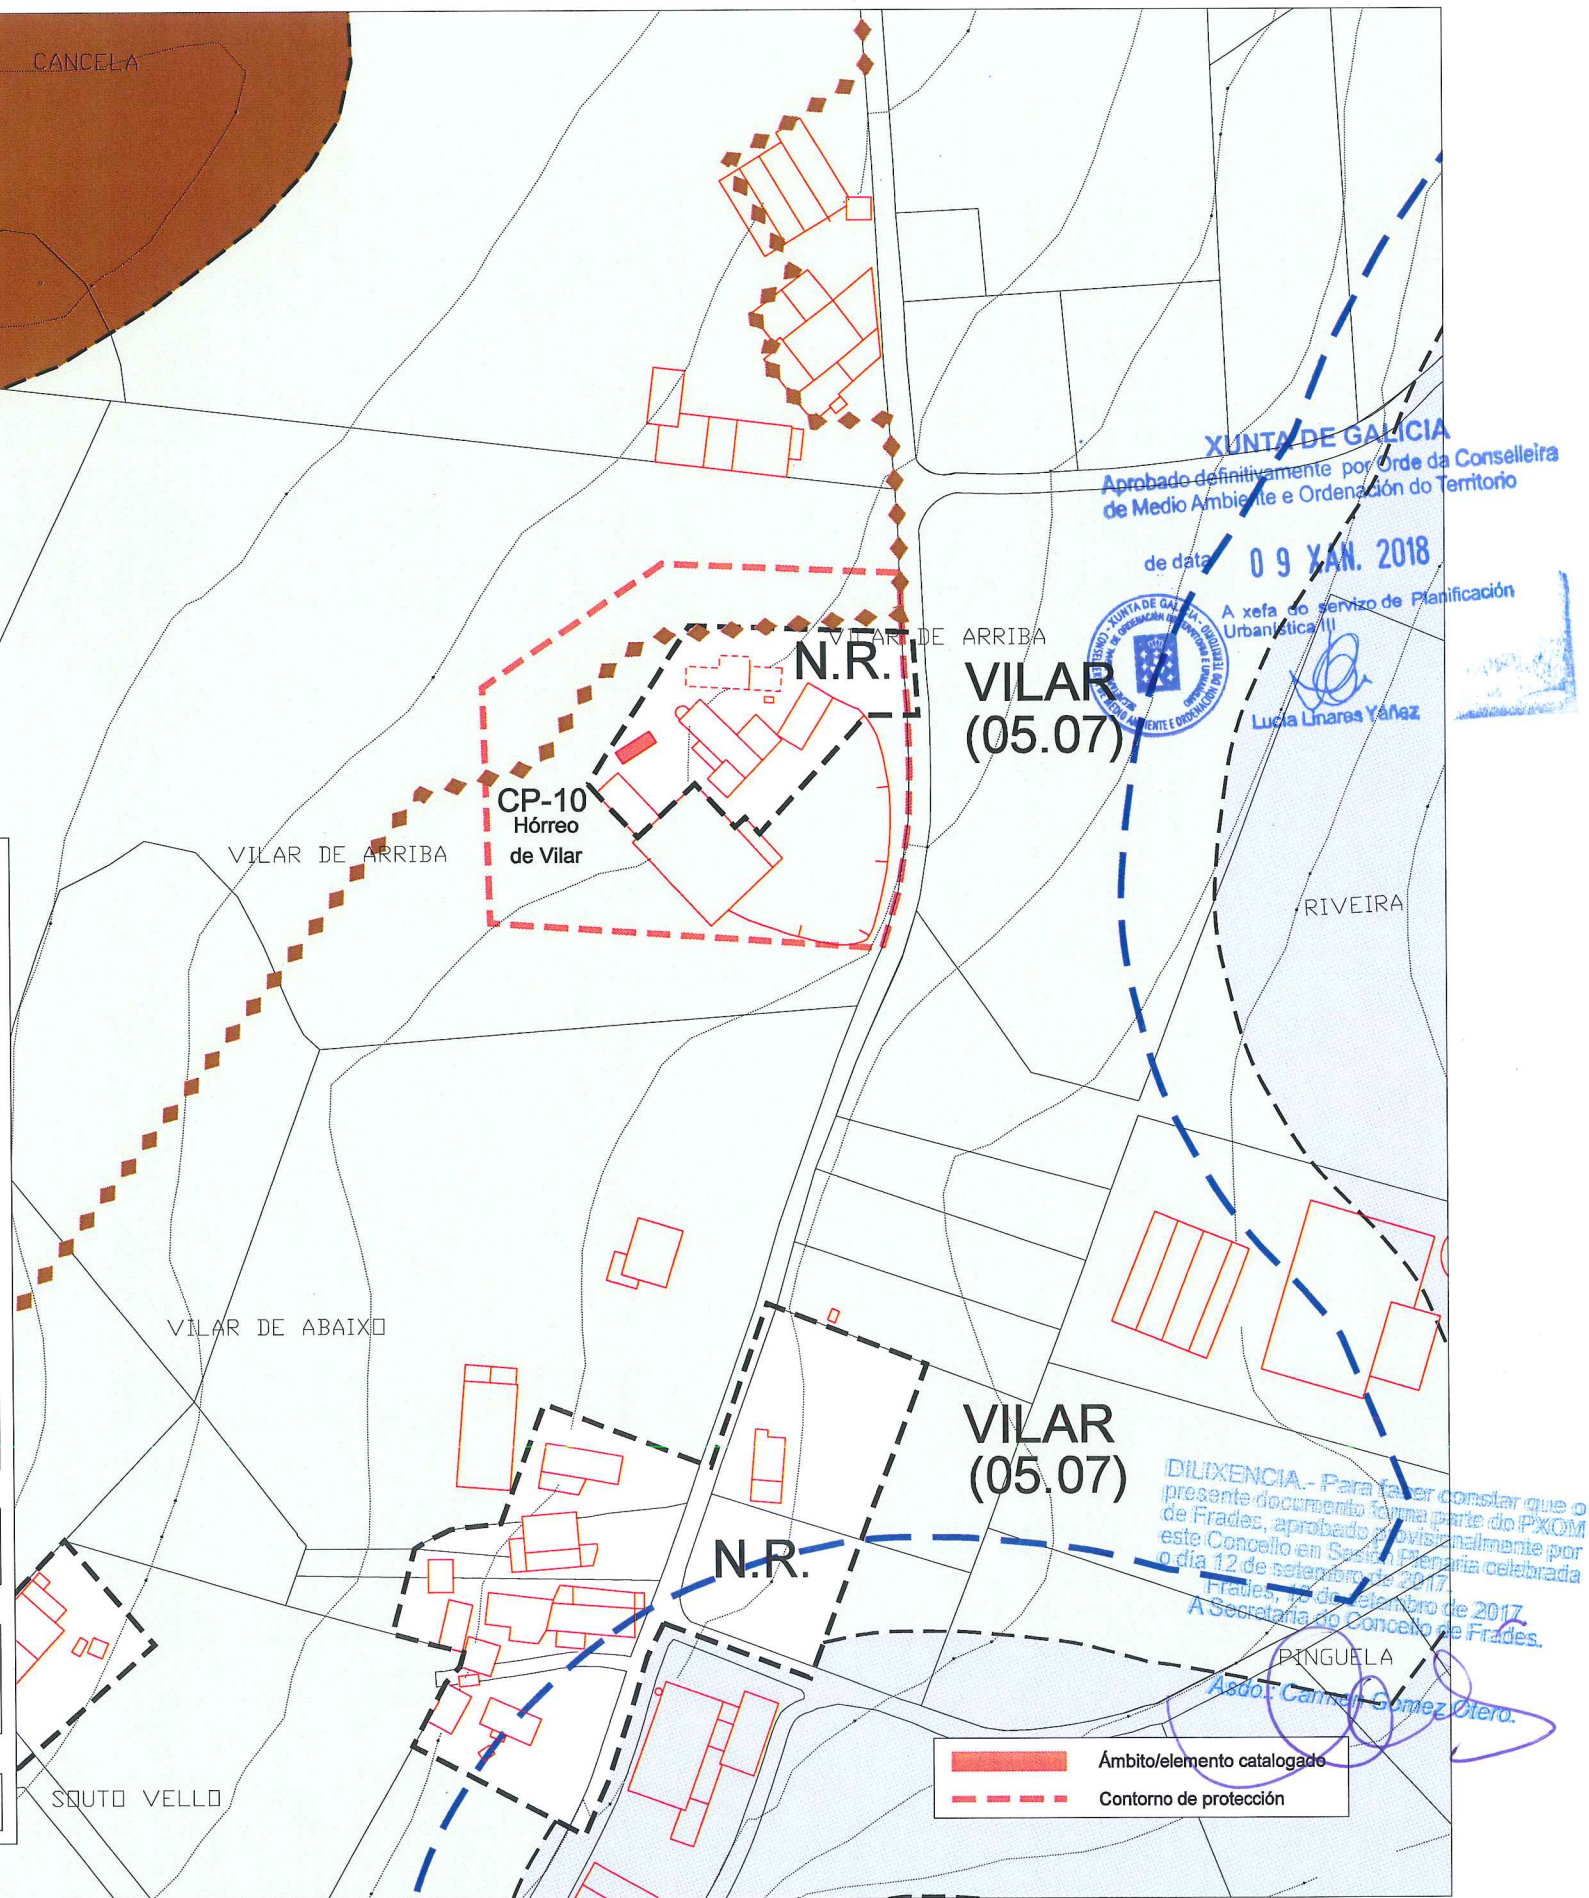 CANCELA
XUNTA DE GALICIA
Aprobado definitivamente por Orde da Conselleira
de Medio Ambiente e Ordenación do Territorio
de data 09 XAN. 2018
A xefa do servizo de Planificación
Urbanística III
Lucía Linares Yáñez
VILAR DE ARRIBA
N.R.
VILAR
(05.07)
CP-10
Hórreo
de Vilar
VILAR DE ARRIBA
RIVEIRA
VILAR DE ABAIXO
VILAR
(05.07)
N.R.
DILIXENCIA.- Para facer constar que o
presente documento forma parte do PXOM
de Frades, aprobado provisionalmente por
este Concello en Sesión Plenaria celebrada
o día 12 de setembro de 2017.
Frades, de setembro de 2017
A Secretaria do Concello de Frades.
PINGUELA
Asdo.: Carmen Gómez Otero.
SOUTO VELLO
Ámbito/elemento catalogado
Contorno de protección